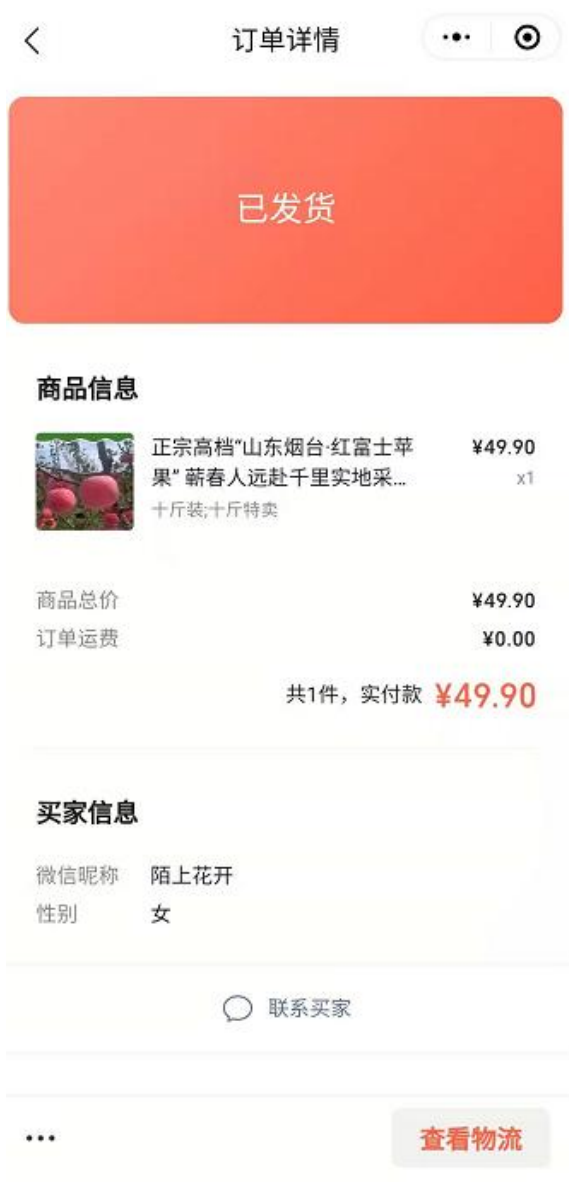 订单详情
已发货
商品信息
正宗高档“山东烟台·红富士苹 ¥49.90
果” 蕲春人远赴千里实地采... x1
十斤装;十斤特卖
商品总价 ¥49.90
订单运费 ¥0.00
共1件，实付款 ¥49.90
买家信息
微信昵称 陌上花开
性别 女
联系买家
查看物流